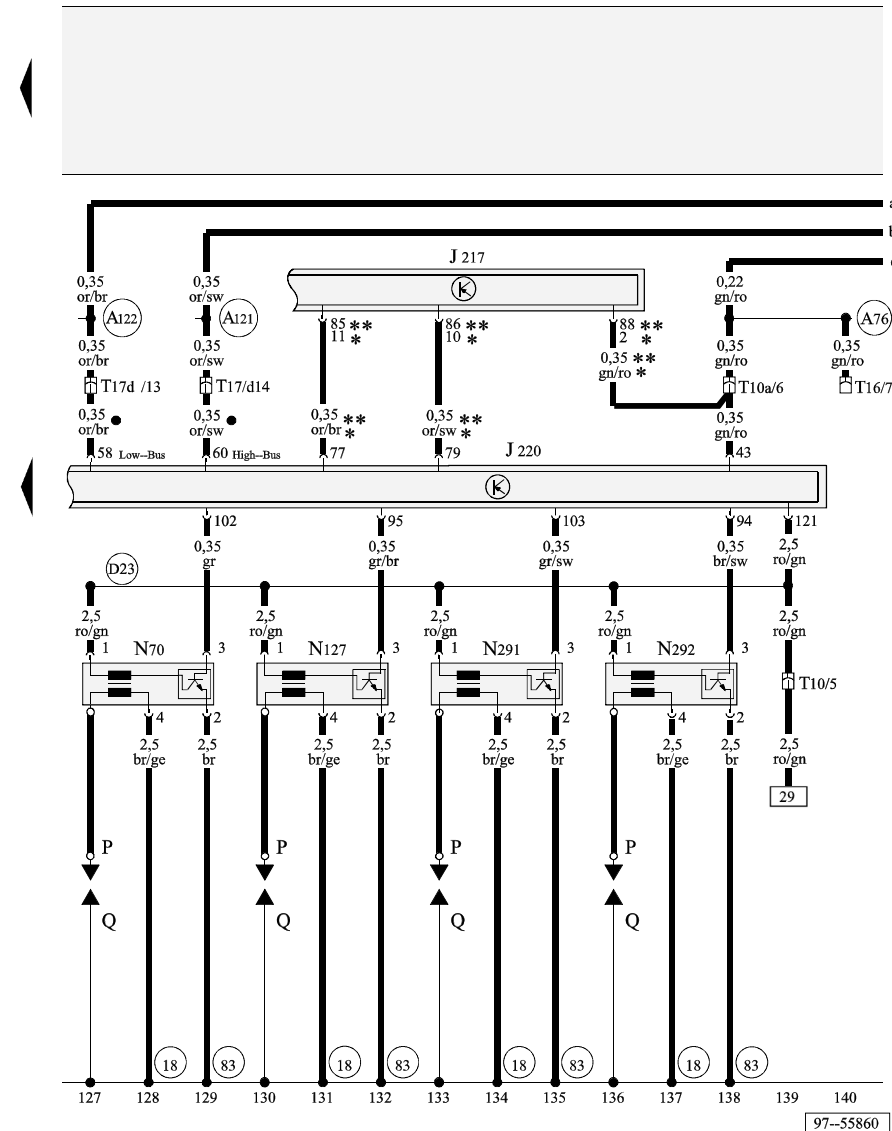 a
b
J 217
0,35 or/br
0,35 or/sw
0,22 gn/ro
A122
A121
85 **
11 *
86 **
10 *
88 **
2 *
A76
0,35 or/br
0,35 or/sw
0,35 **
gn/ro *
0,35 gn/ro
0,35 gn/ro
T17d /13
T17/d14
T10a/6
T16/7
0,35 or/br
0,35 or/sw
0,35 or/br **
*
0,35 or/sw **
*
0,35 gn/ro
58 Low--Bus
60 High--Bus
77
79
J 220
43
102
95
103
94
121
0,35 gr
0,35 gr/br
0,35 gr/sw
0,35 br/sw
2,5 ro/gn
D23
2,5 ro/gn
2,5 ro/gn
2,5 ro/gn
2,5 ro/gn
2,5 ro/gn
1 N70 3
1 N127 3
1 N291 3
1 N292 3
T10/5
4 2
4 2
4 2
4 2
2,5 br/ge
2,5 br
2,5 br/ge
2,5 br
2,5 br/ge
2,5 br
2,5 br/ge
2,5 br
2,5 ro/gn
29
P P P P
Q Q Q Q
18 83 18 83 18 83 18 83
127 128 129 130 131 132 133 134 135 136 137 138 139 140
97--55860